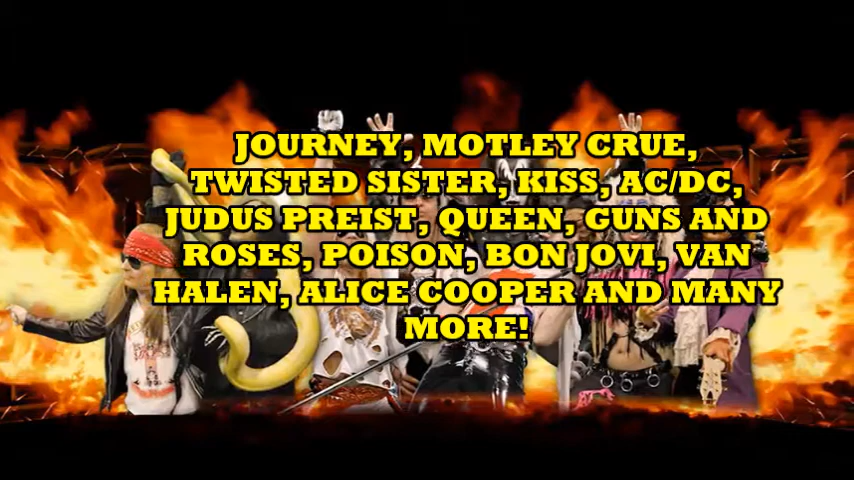 JOURNEY, MOTLEY CRUE,
TWISTED SISTER, KISS, AC/DC,
JUDUS PREIST, QUEEN, GUNS AND
ROSES, POISON, BON JOVI, VAN
HALEN, ALICE COOPER AND MANY
MORE!